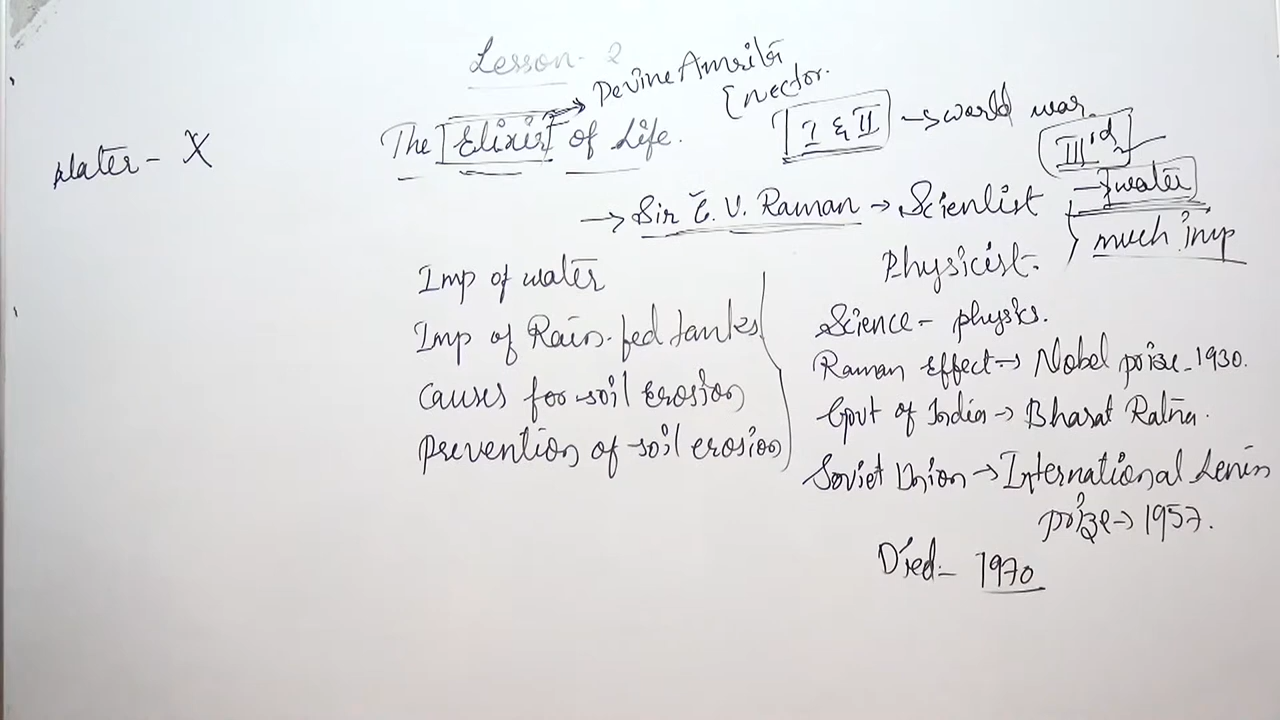 Lesson - 2
Devine Amrita
[nector.
The [Elixir] of Life.
I & II → world war
III'rd
→ water
much imp
Water - X
→ Sir C. V. Raman → Scientist
Physicist.
Imp of water
Imp of Rain-fed tanks
causes for soil erosion
prevention of soil erosion
Science - physics.
Raman Effect → Nobel prize - 1930.
Govt of India → Bharat Ratna.
Soviet Union → International Lenin
prize → 1957.
Died - 1970